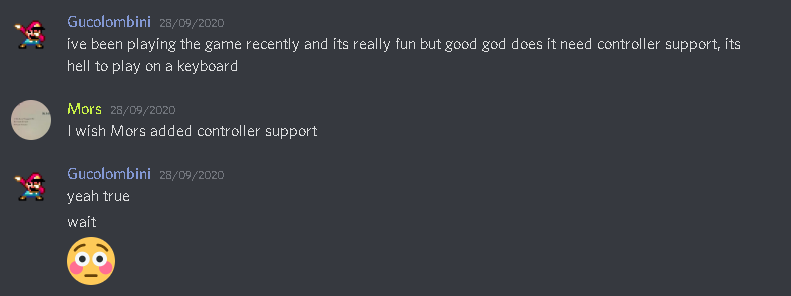 Gucolombini 28/09/2020
ive been playing the game recently and its really fun but good god does it need controller support, its
hell to play on a keyboard
Mors 28/09/2020
I wish Mors added controller support
Gucolombini 28/09/2020
yeah true
wait